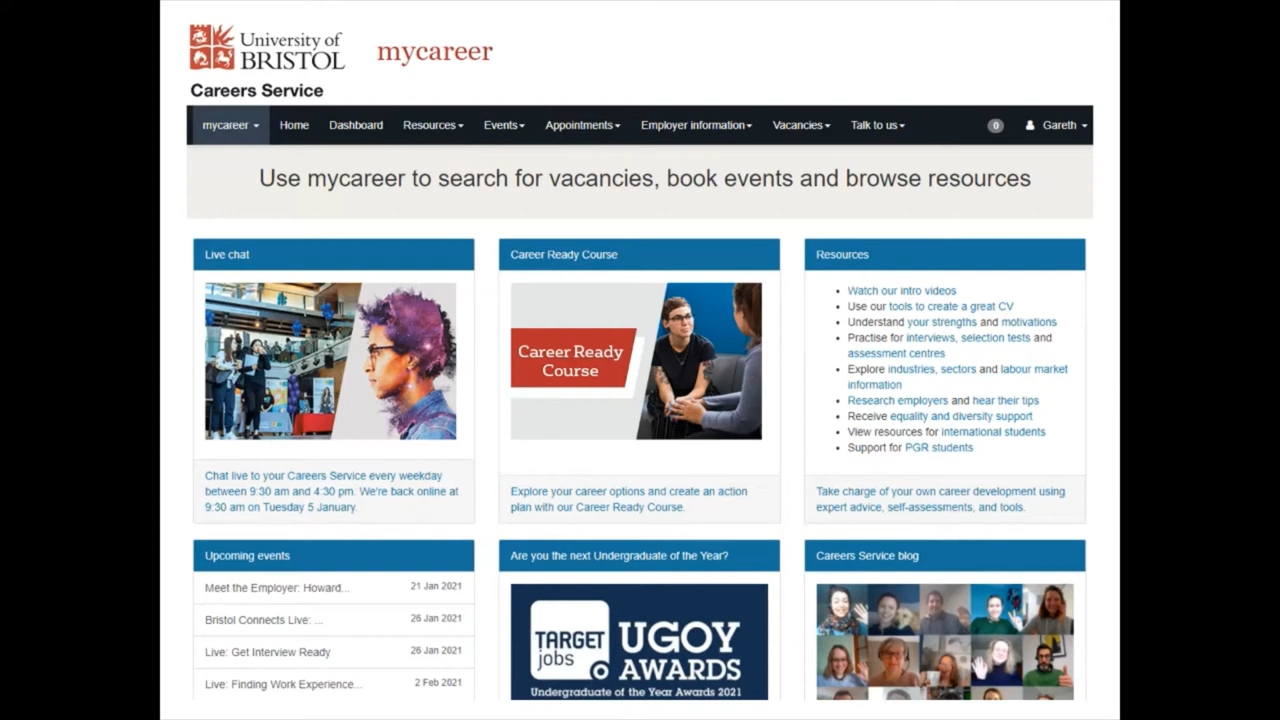 University of
BRISTOL
mycareer
Careers Service
mycareer Home Dashboard Resources Events Appointments Employer information Vacancies Talk to us 0 Gareth
Use mycareer to search for vacancies, book events and browse resources
Live chat
Chat live to your Careers Service every weekday
between 9:30 am and 4:30 pm. We're back online at
9:30 am on Tuesday 5 January.
Career Ready Course
Career Ready
Course
Explore your career options and create an action
plan with our Career Ready Course.
Resources
Watch our intro videos
Use our tools to create a great CV
Understand your strengths and motivations
Practise for interviews, selection tests and
assessment centres
Explore industries, sectors and labour market
information
Research employers and hear their tips
Receive equality and diversity support
View resources for international students
Support for PGR students
Take charge of your own career development using
expert advice, self-assessments, and tools.
Upcoming events
Meet the Employer: Howard... 21 Jan 2021
Bristol Connects Live: ... 26 Jan 2021
Live: Get Interview Ready 26 Jan 2021
Live: Finding Work Experience... 2 Feb 2021
Are you the next Undergraduate of the Year?
TARGET
jobs
UGOY
AWARDS
Undergraduate of the Year Awards 2021
Careers Service blog